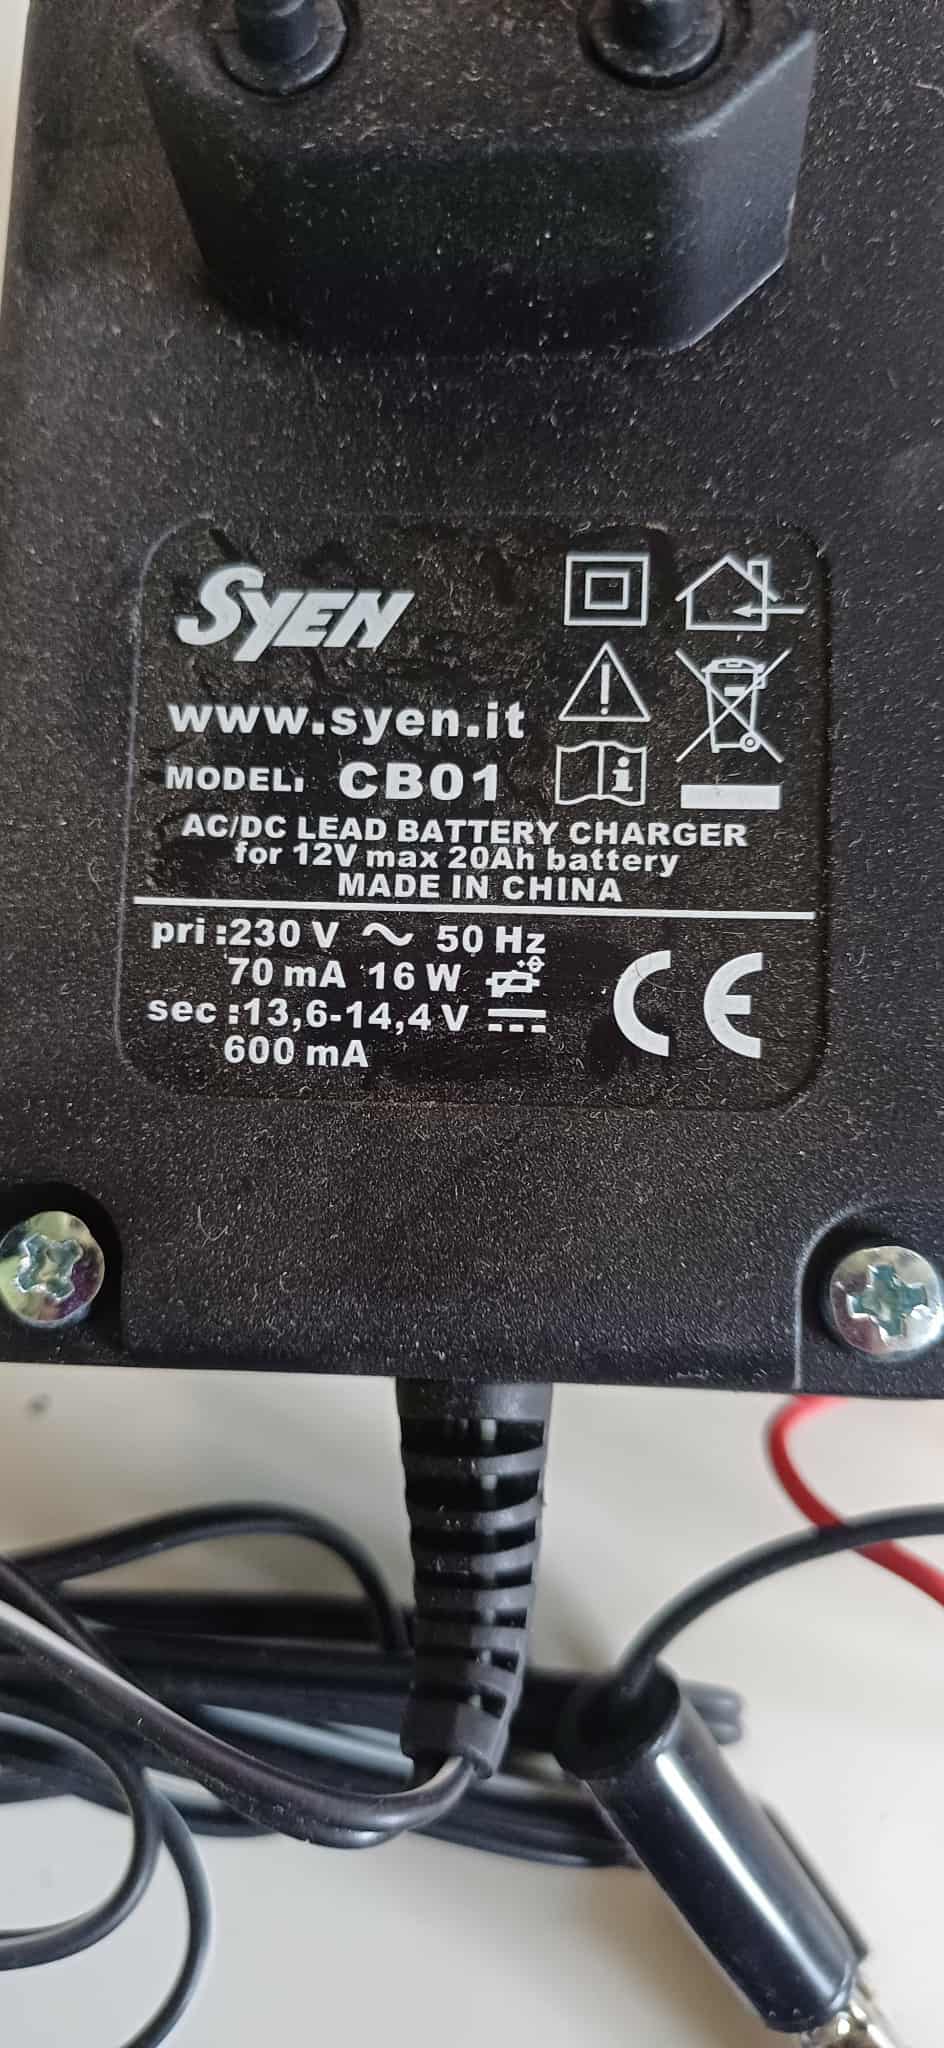 SYEN
www.syen.it
MODEL: CB01
AC/DC LEAD BATTERY CHARGER
for 12V max 20Ah battery
MADE IN CHINA
pri :230 V ~ 50 Hz
70 mA 16 W
sec :13,6-14,4 V
600 mA
CE